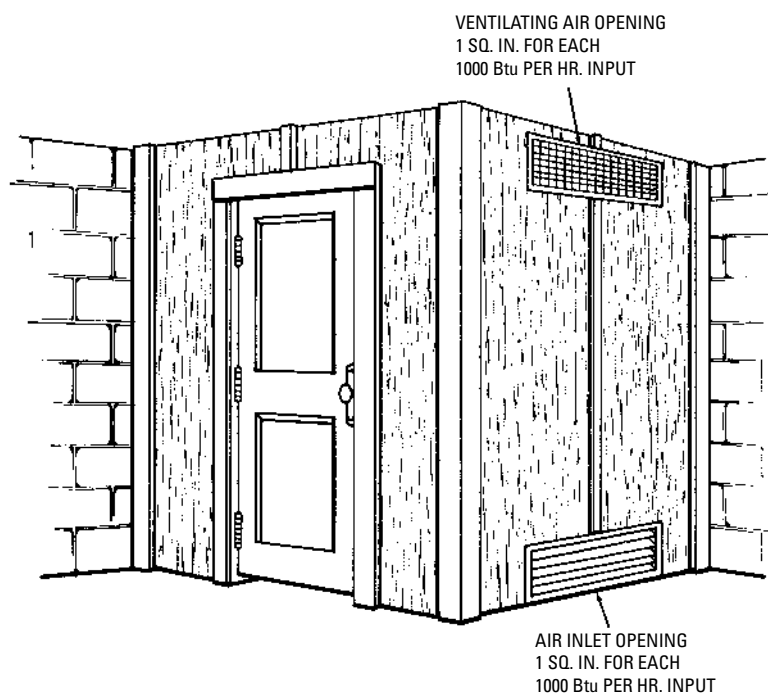 VENTILATING AIR OPENING
1 SQ. IN. FOR EACH
1000 Btu PER HR. INPUT
AIR INLET OPENING
1 SQ. IN. FOR EACH
1000 Btu PER HR. INPUT